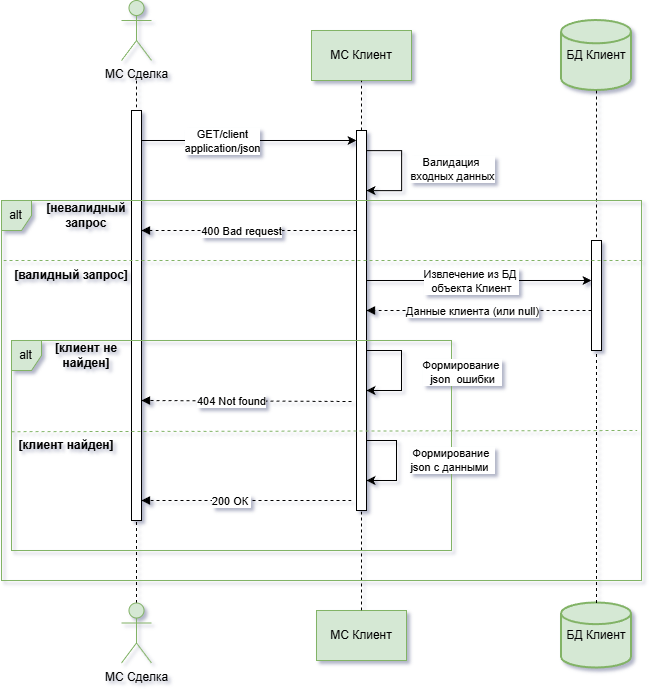 МС Сделка
МС Клиент
БД Клиент
GET/client
application/json
Валидация
входных данных
alt
[невалидный
запрос
400 Bad request
[валидный запрос]
Извлечение из БД
объекта Клиент
Данные клиента (или null)
alt
[клиент не
найден]
Формирование
json ошибки
404 Not found
[клиент найден]
Формирование
json с данными
200 OK
МС Сделка
МС Клиент
БД Клиент